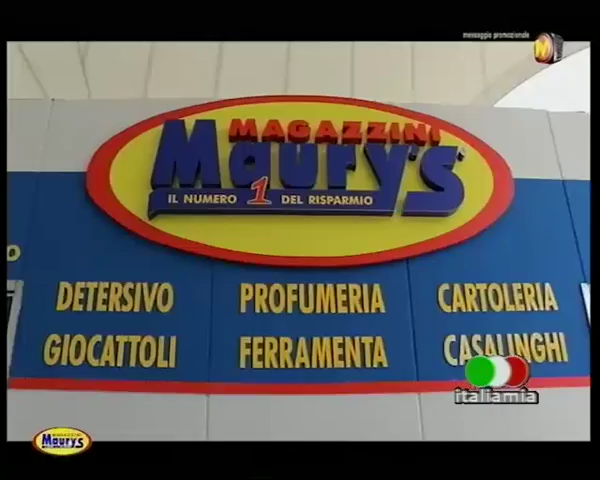 messaggio promozionale
MAGAZZINI
Maury's
IL NUMERO 1 DEL RISPARMIO
O
DETERSIVO PROFUMERIA CARTOLERIA
GIOCATTOLI FERRAMENTA CASALINGHI
italiamia
Maury's